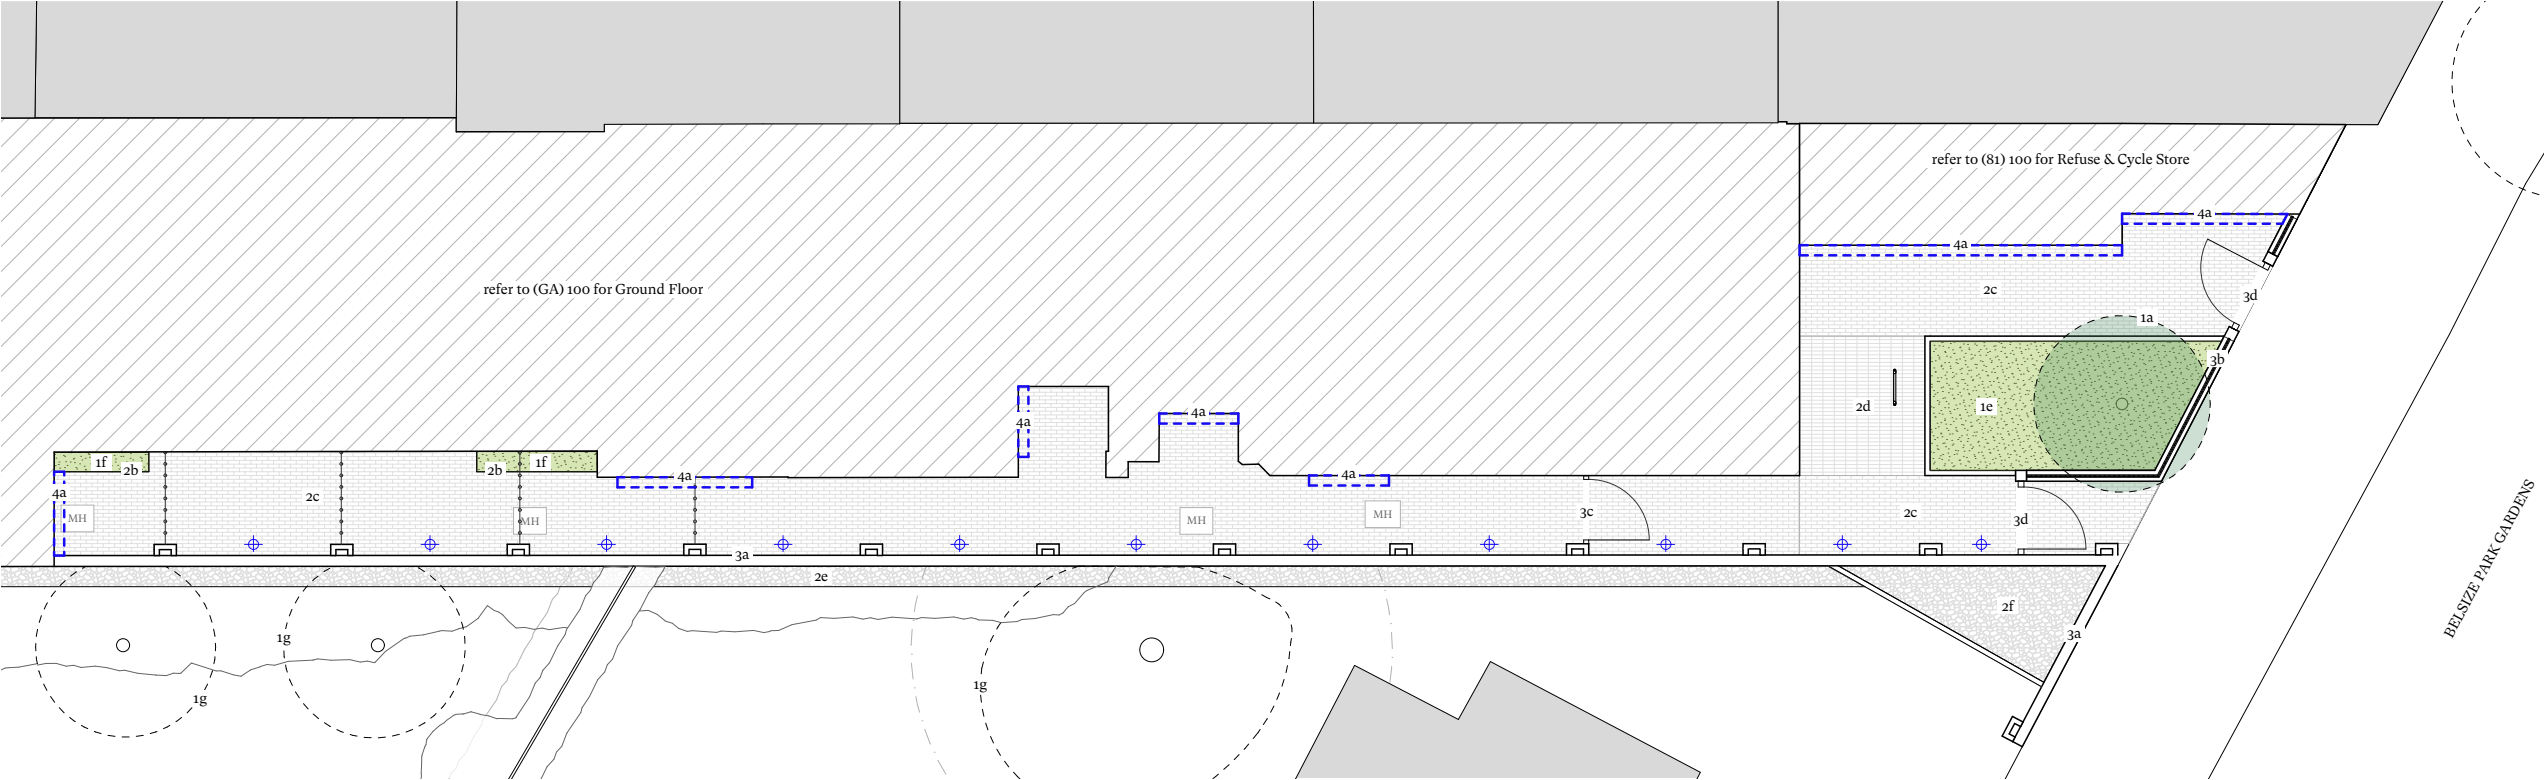 refer to (81) 100 for Refuse & Cycle Store
4a
4a
refer to (GA) 100 for Ground Floor
2c
3d
1a
3b
2d
1e
4a
4a
1f
2b
2b
1f
4a
4a
4a
2c
MH
MH
MH
MH
3c
2c
3d
3a
2e
2f
3a
1g
1g
1g
BELSIZE PARK GARDENS